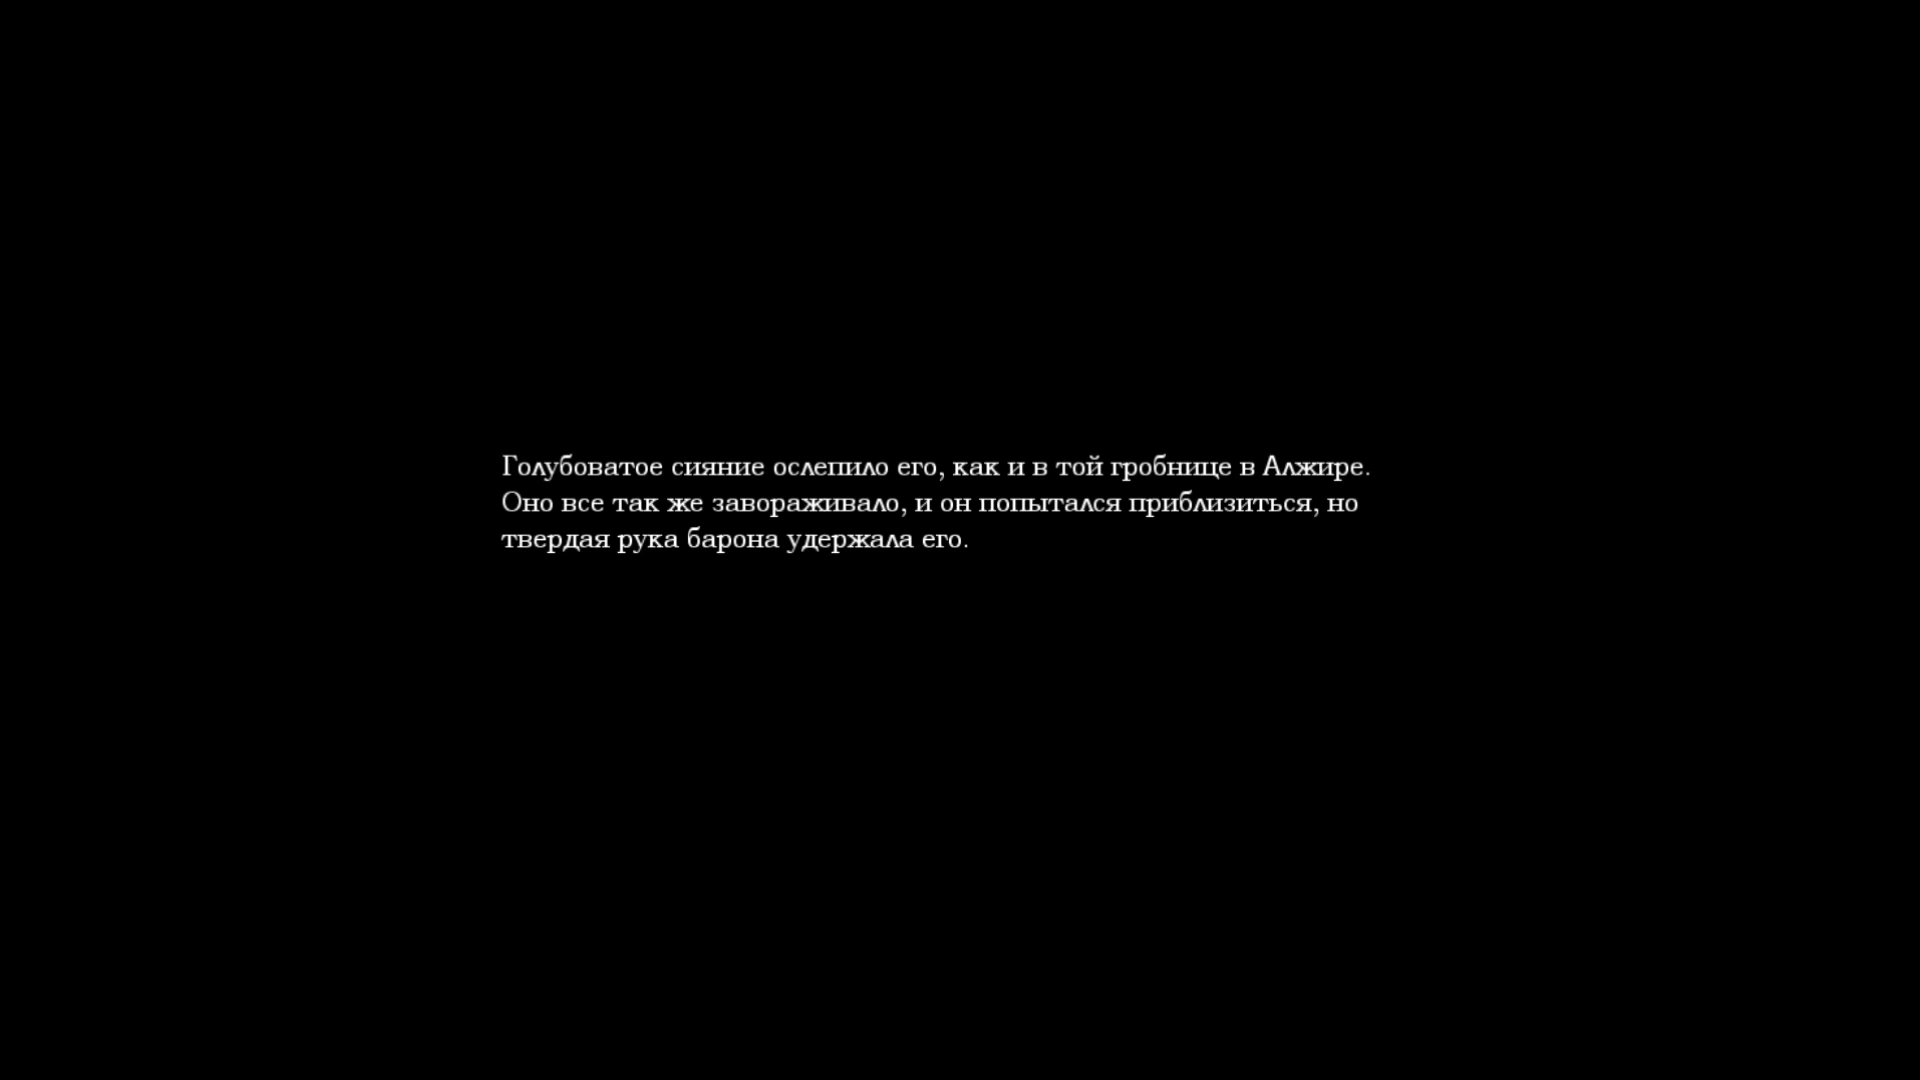 Голубоватое сияние ослепило его, как и в той гробнице в Алжире.
Оно все так же завораживало, и он попытался приблизиться, но
твердая рука барона удержала его.